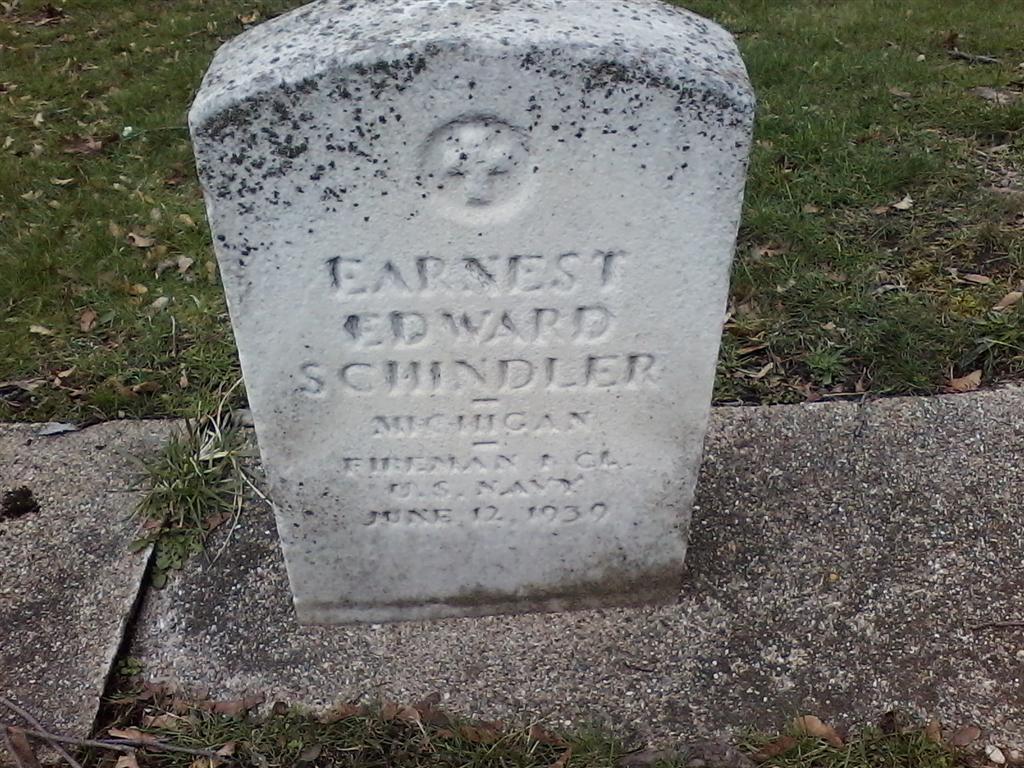 EARNEST
EDWARD
SCHINDLER
MICHIGAN
FIREMAN 1 CL.
U.S. NAVY
JUNE 12, 1939